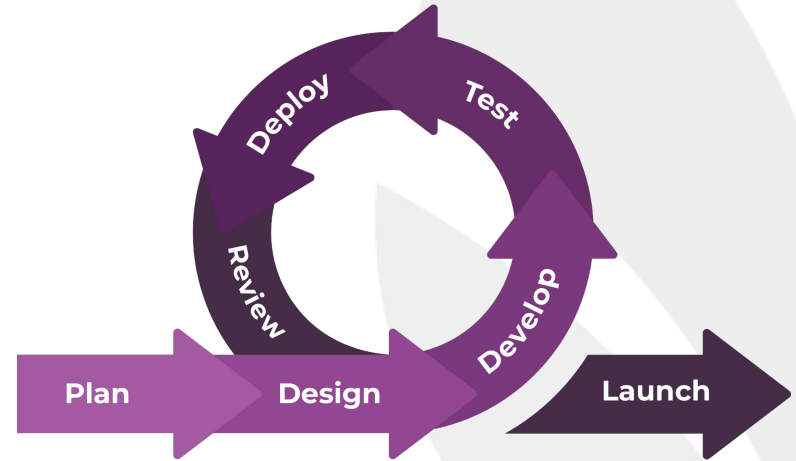 Plan
Design
Develop
Test
Deploy
Review
Launch